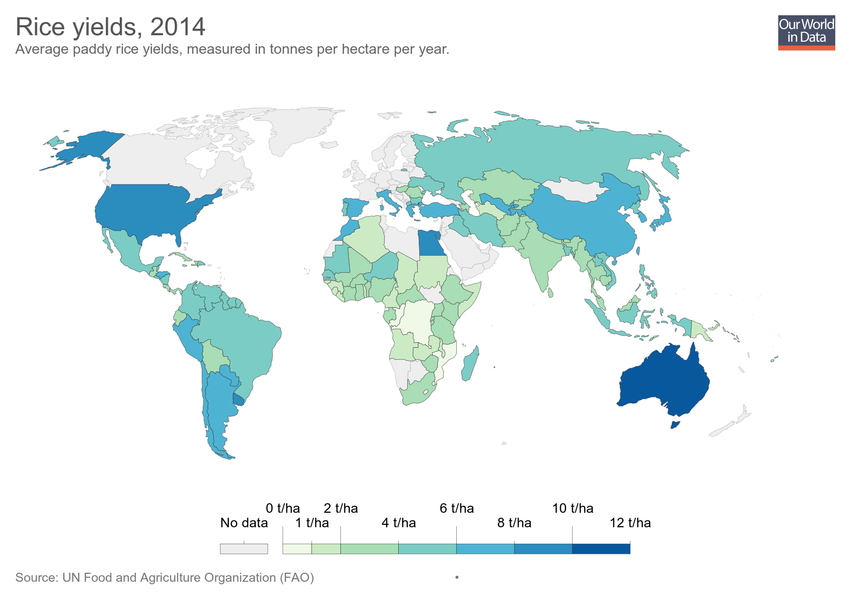 Rice yields, 2014
Average paddy rice yields, measured in tonnes per hectare per year.
Our World
in Data
No data
0 t/ha
1 t/ha
2 t/ha
4 t/ha
6 t/ha
8 t/ha
10 t/ha
12 t/ha
Source: UN Food and Agriculture Organization (FAO)
•